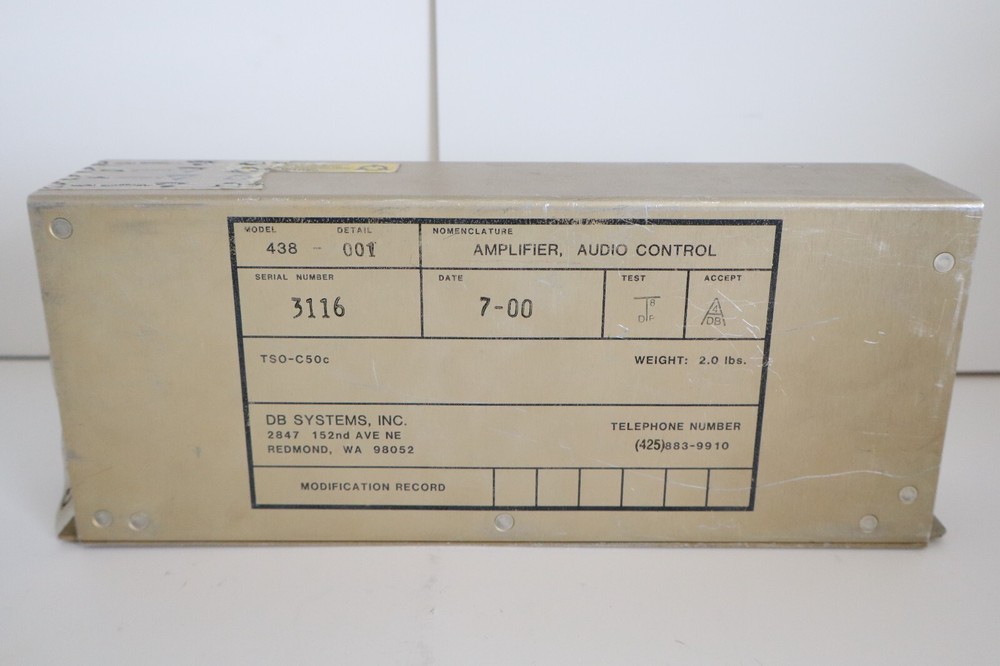 MODEL DETAIL
438 - 001
NOMENCLATURE
AMPLIFIER, AUDIO CONTROL
SERIAL NUMBER
3116
DATE
7-00
TEST
ACCEPT
4
DB
TSO-C50c
WEIGHT: 2.0 lbs.
DB SYSTEMS, INC.
2847 152nd AVE NE
REDMOND, WA 98052
TELEPHONE NUMBER
(425)883-9910
MODIFICATION RECORD